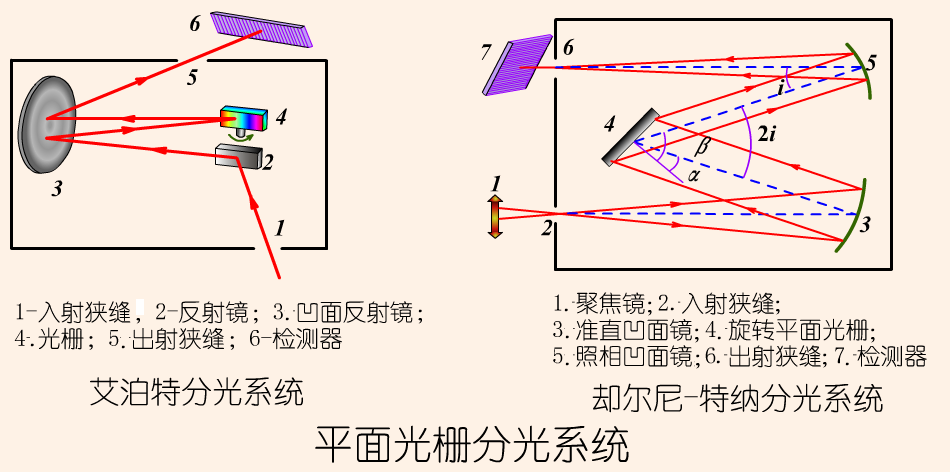 6
5
4
3
2
1
1-入射狭缝；2-反射镜；3.凹面反射镜；
4.光栅；5.出射狭缝；6-检测器
艾泊特分光系统
7
6
5
i
4
2i
β
α
1
2
3
1.聚焦镜;2.入射狭缝;
3.准直凹面镜;4.旋转平面光栅;
5.照相凹面镜;6.出射狭缝;7.检测器
却尔尼-特纳分光系统
平面光栅分光系统